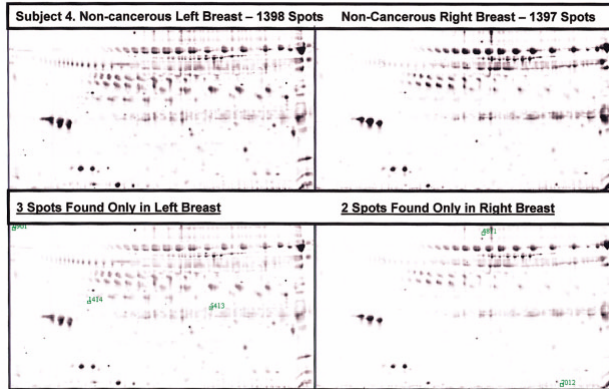 Subject 4. Non-cancerous Left Breast – 1398 Spots
Non-Cancerous Right Breast – 1397 Spots
3 Spots Found Only in Left Breast
2 Spots Found Only in Right Breast